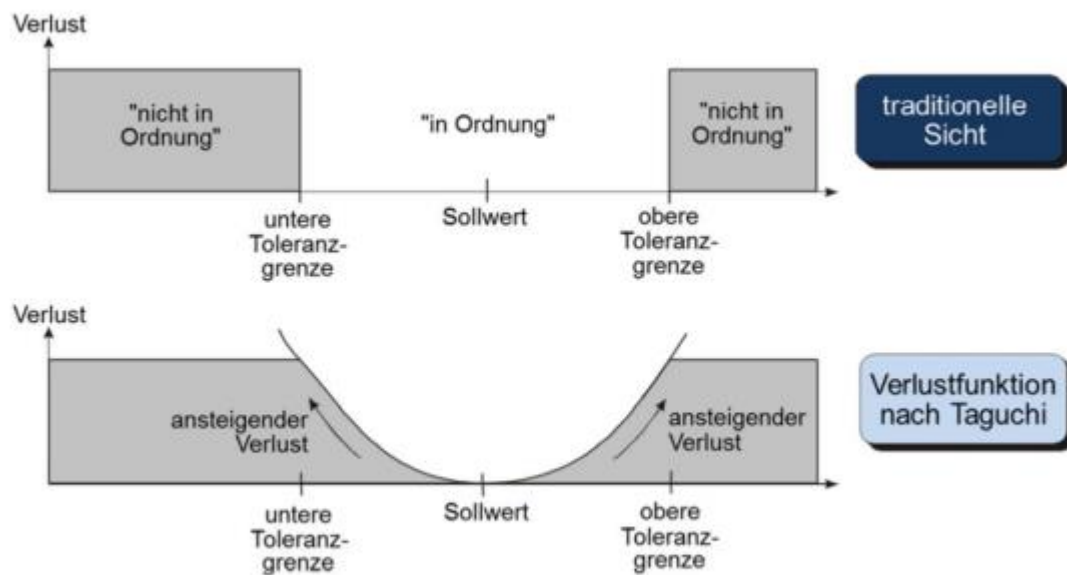 Verlust
"nicht in
Ordnung"
"in Ordnung"
"nicht in
Ordnung"
traditionelle
Sicht
untere
Toleranz-
grenze
Sollwert
obere
Toleranz-
grenze
Verlust
ansteigender
Verlust
ansteigender
Verlust
Verlustfunktion
nach Taguchi
untere
Toleranz-
grenze
Sollwert
obere
Toleranz-
grenze